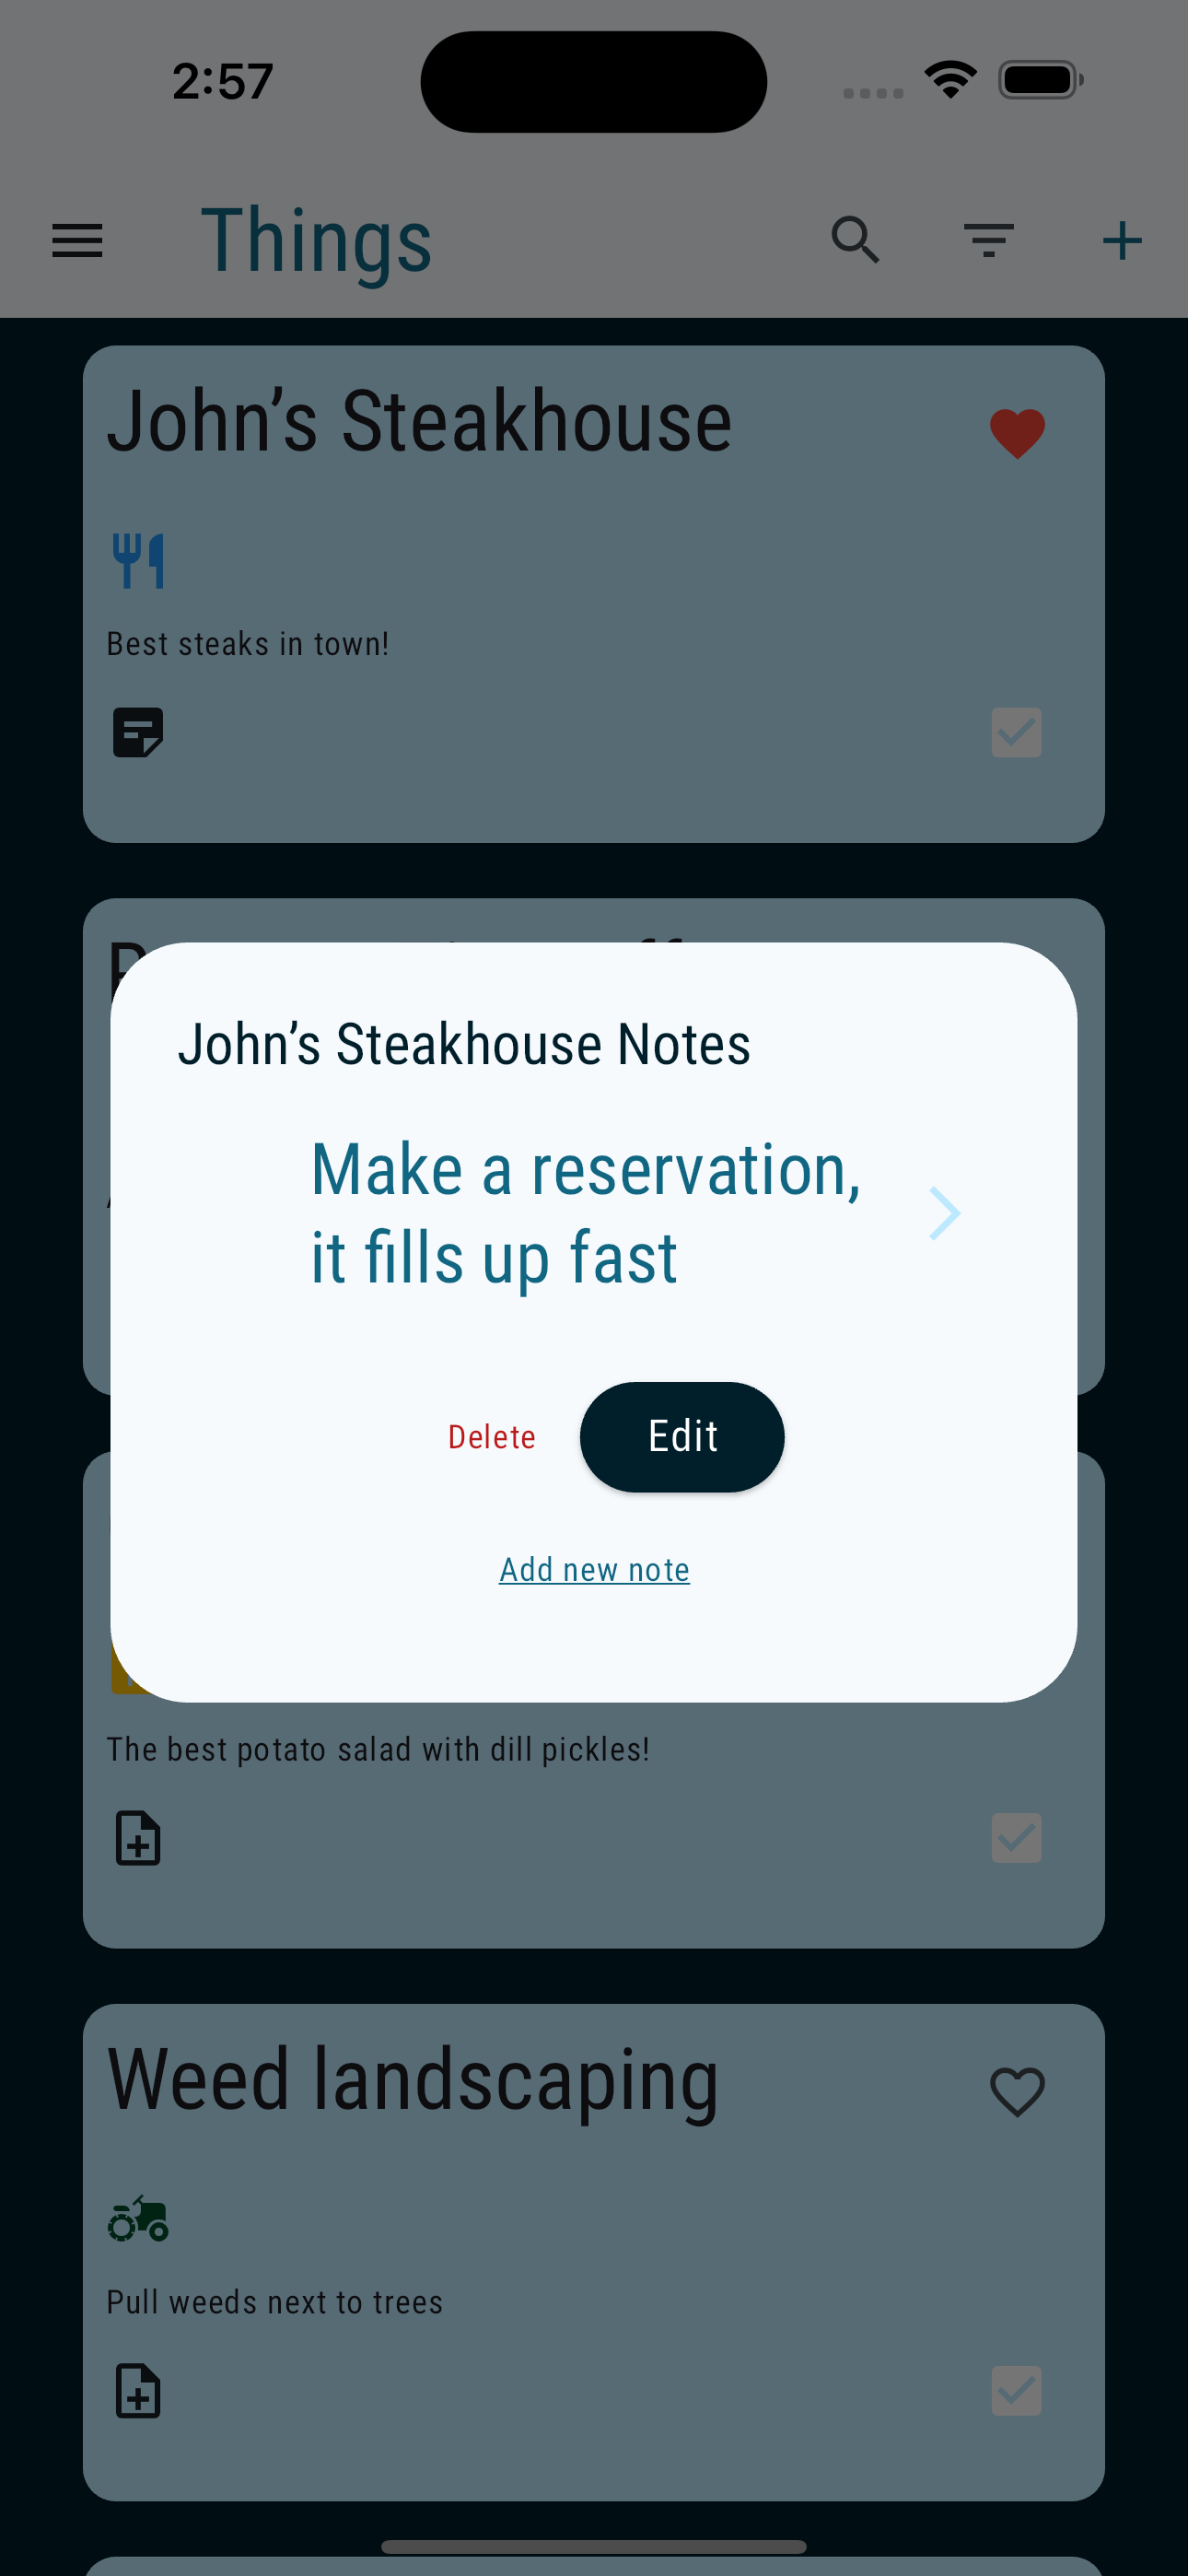 2:57
Things
John’s Steakhouse
Best steaks in town!
John’s Steakhouse Notes
Make a reservation,
it fills up fast
Delete
Edit
Add new note
The best potato salad with dill pickles!
Weed landscaping
Pull weeds next to trees